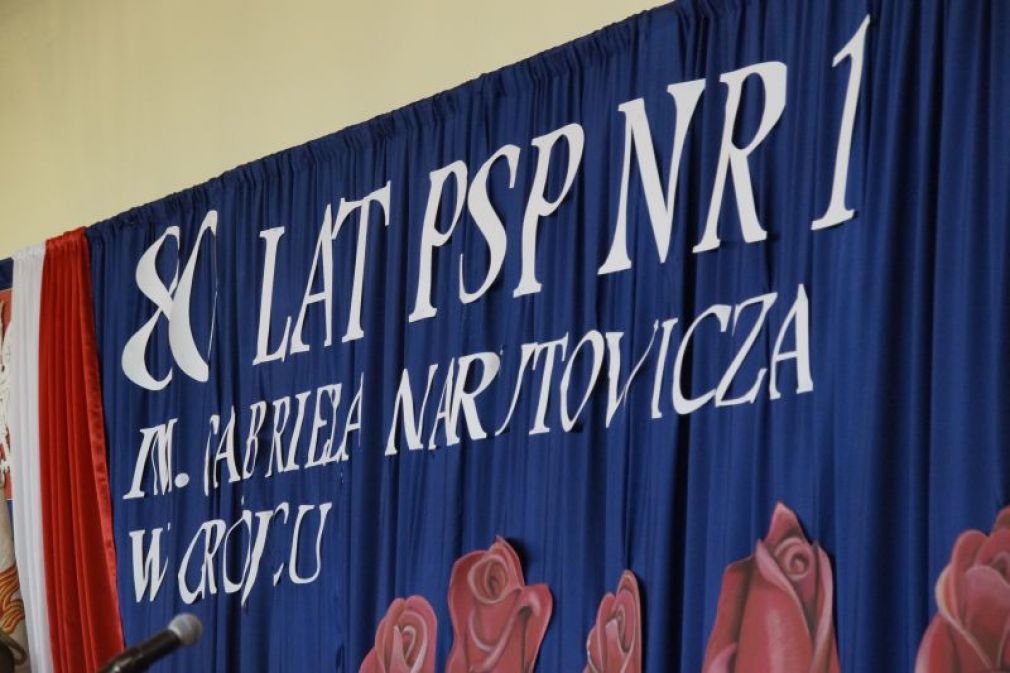 80 LAT PSP NR 1
IM. GABRIELA NARUTOWICZA
W GRÓJCU